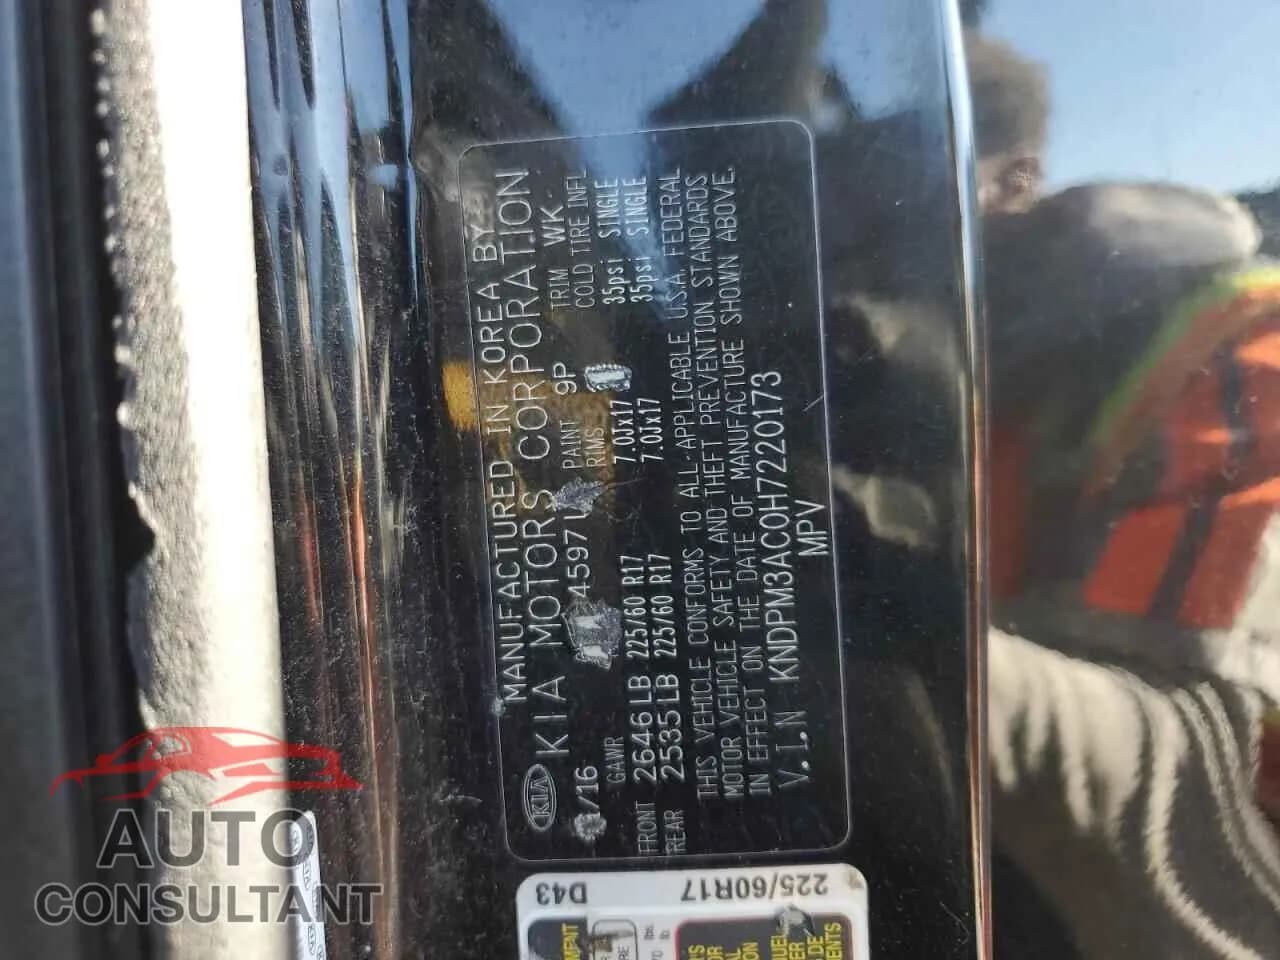 MANUFACTURED IN KOREA BY
KIA KIA MOTORS CORPORATION
/16 4597 PAINT 9P TRIM WK
GAWR RIMS COLD TIRE INFL
FRONT 2646LB 225/60 R17 7.0Jx17 35psi SINGLE
REAR 2535LB 225/60 R17 7.0Jx17 35psi SINGLE
THIS VEHICLE CONFORMS TO ALL APPLICABLE U.S.A. FEDERAL
MOTOR VEHICLE SAFETY AND THEFT PREVENTION STANDARDS
IN EFFECT ON THE DATE OF MANUFACTURE SHOWN ABOVE.
V.I.N KNDPM3AC0H7220173
MPV
D43
225/60R17
AUTO
CONSULTANT